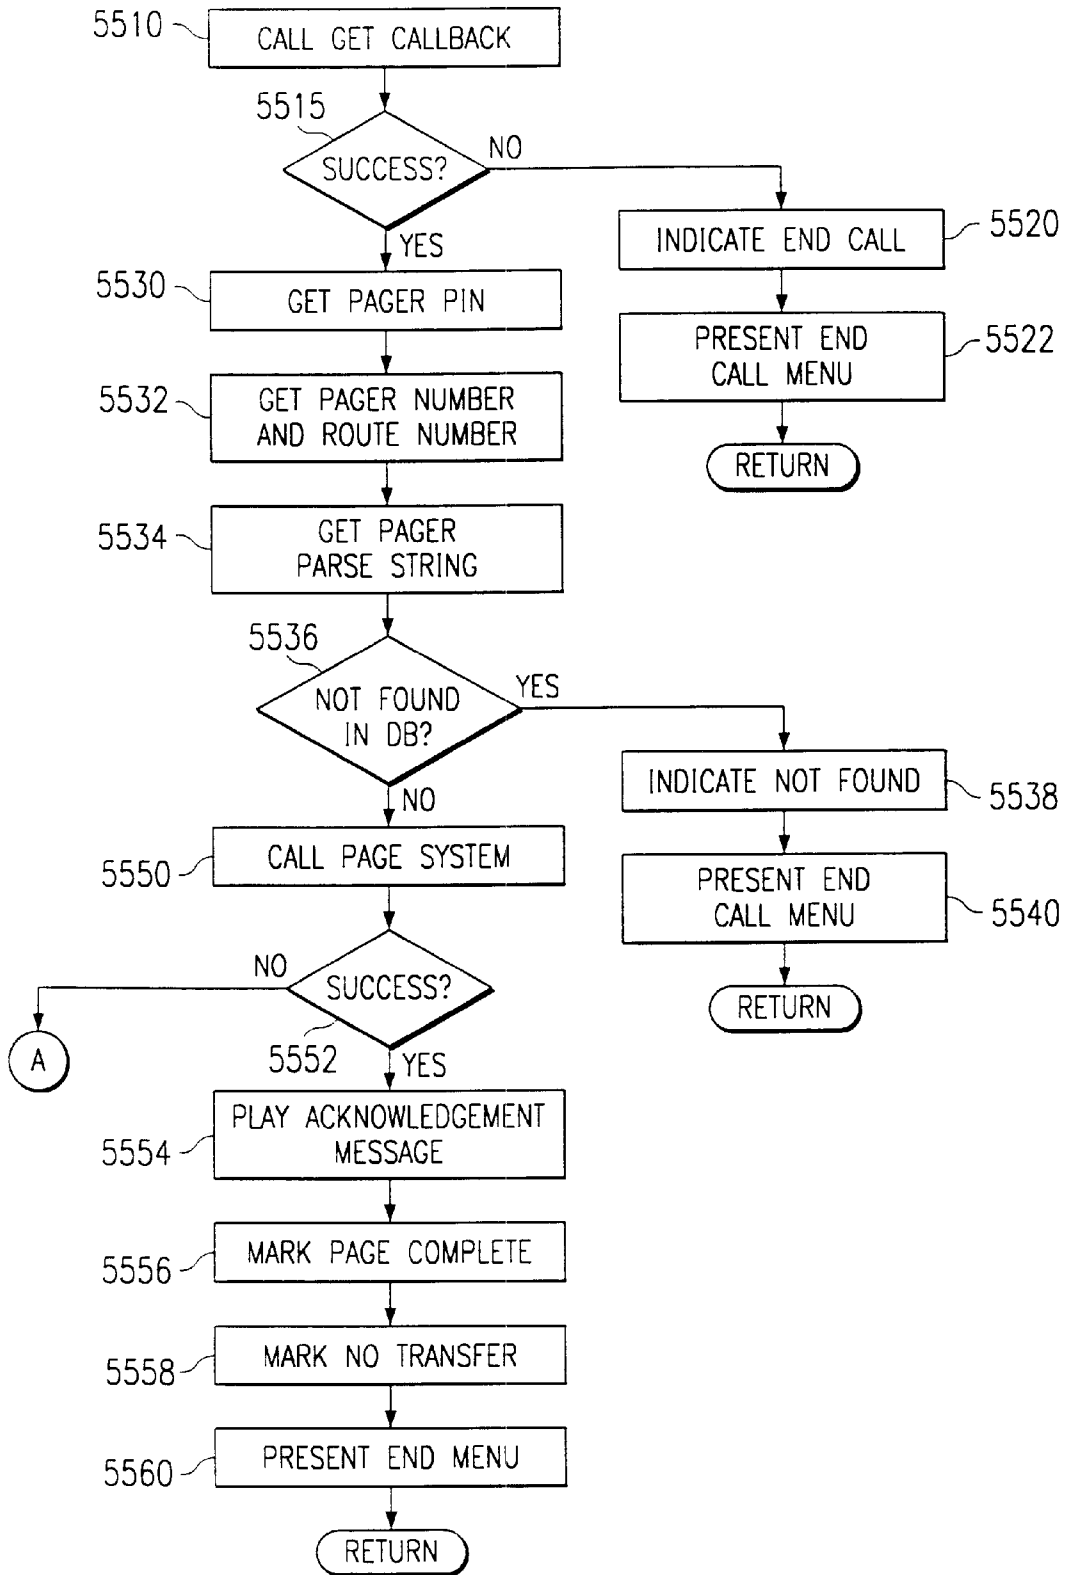 5510
CALL GET CALLBACK
5515
SUCCESS?
NO
YES
INDICATE END CALL
5520
5530
GET PAGER PIN
PRESENT END
CALL MENU
5522
5532
GET PAGER NUMBER
AND ROUTE NUMBER
RETURN
5534
GET PAGER
PARSE STRING
5536
NOT FOUND
IN DB?
YES
NO
INDICATE NOT FOUND
5538
5550
CALL PAGE SYSTEM
PRESENT END
CALL MENU
5540
NO
SUCCESS?
RETURN
A
5552
YES
5554
PLAY ACKNOWLEDGEMENT
MESSAGE
5556
MARK PAGE COMPLETE
5558
MARK NO TRANSFER
5560
PRESENT END MENU
RETURN